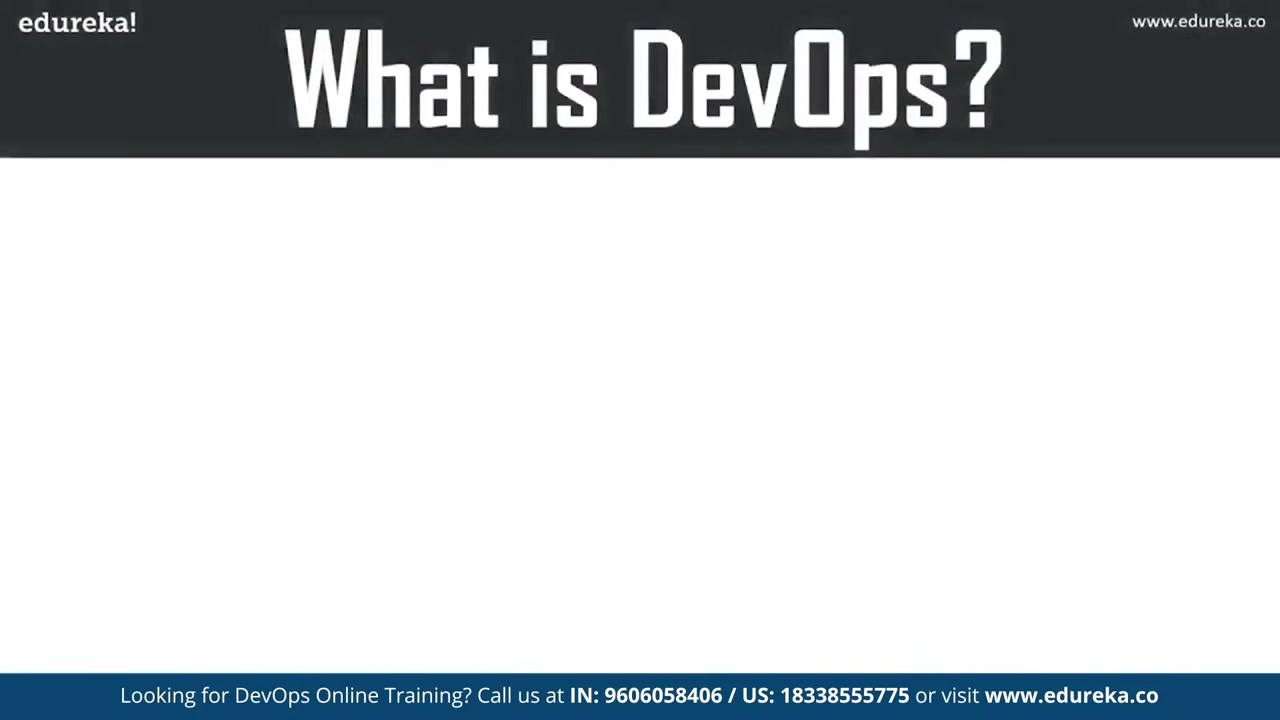 edureka!
www.edureka.co
What is DevOps?
Looking for DevOps Online Training? Call us at IN: 9606058406 / US: 18338555775 or visit www.edureka.co